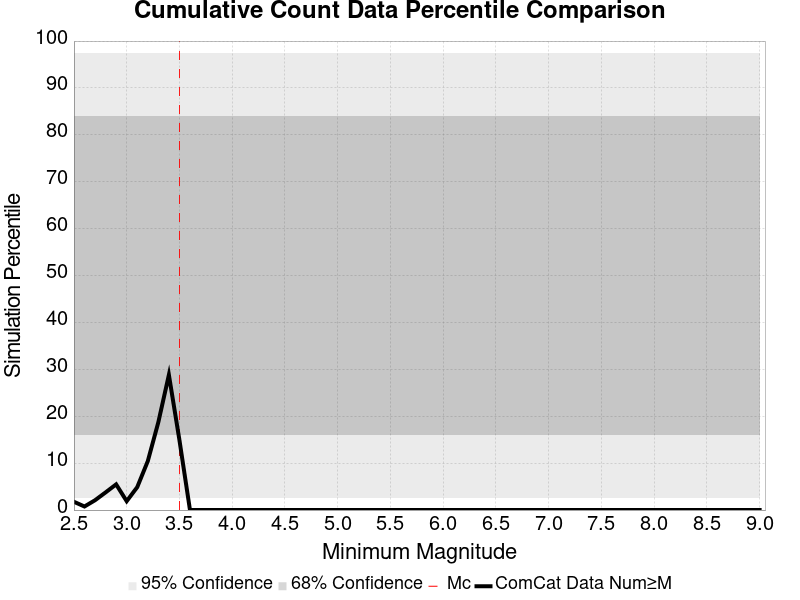 Cumulative Count Data Percentile Comparison
100
90
80
70
60
50
40
30
20
10
0
Simulation Percentile
2.5 3.0 3.5 4.0 4.5 5.0 5.5 6.0 6.5 7.0 7.5 8.0 8.5 9.0
Minimum Magnitude
95% Confidence 68% Confidence Mc ComCat Data Num≥M